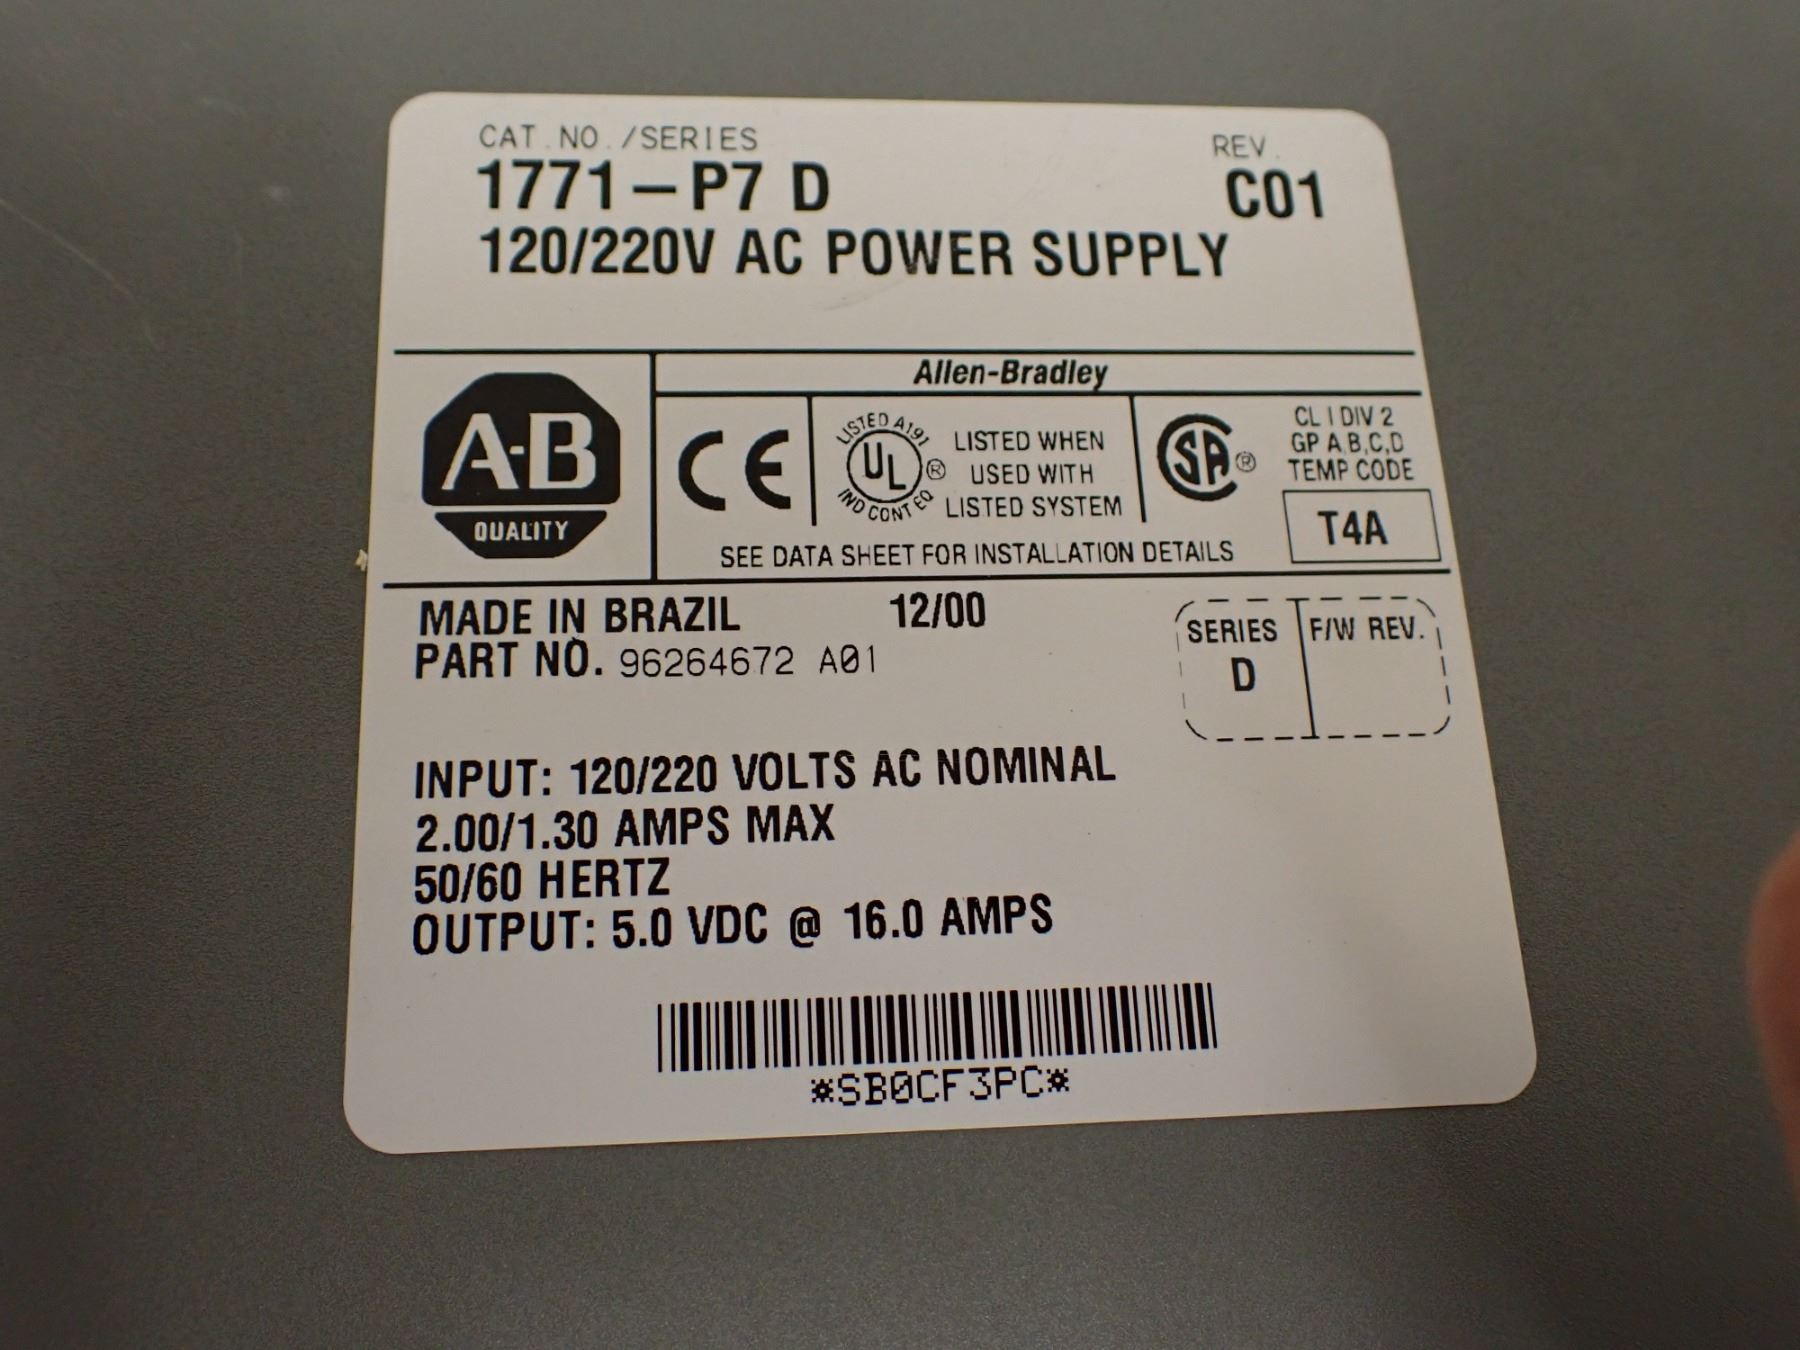 CAT.NO./SERIES
REV.
1771-P7 D
C01
120/220V AC POWER SUPPLY
Allen-Bradley
A-B
QUALITY
CE
LISTED A191
UL ®
IND CONT EQ
LISTED WHEN
USED WITH
LISTED SYSTEM
SA ®
CL I DIV 2
GP A,B,C,D
TEMP CODE
T4A
SEE DATA SHEET FOR INSTALLATION DETAILS
MADE IN BRAZIL 12/00
PART NO. 96264672 A01
SERIES F/W REV.
D
INPUT: 120/220 VOLTS AC NOMINAL
2.00/1.30 AMPS MAX
50/60 HERTZ
OUTPUT: 5.0 VDC @ 16.0 AMPS
*SB0CF3PC*